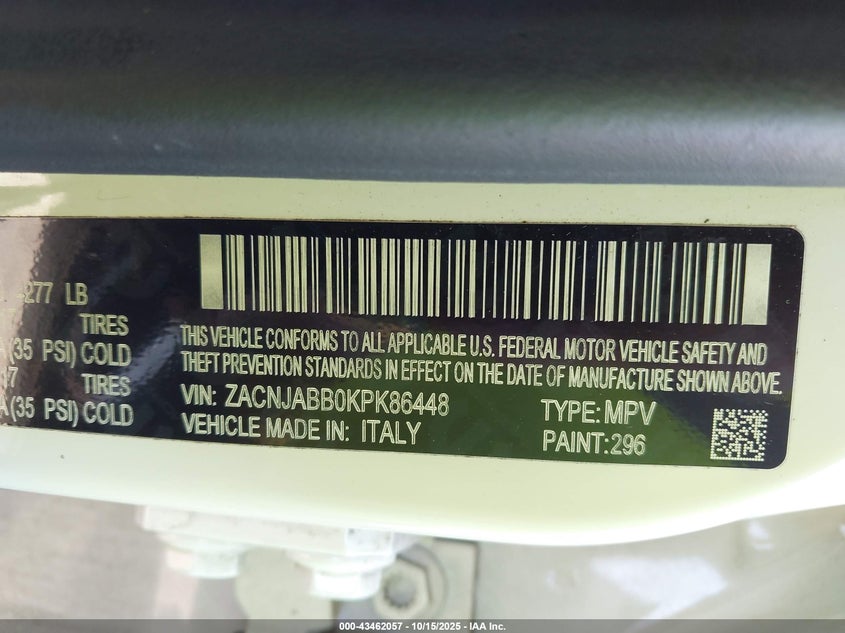 277 LB
TIRES
(35 PSI) COLD
TIRES
(35 PSI) COLD
THIS VEHICLE CONFORMS TO ALL APPLICABLE U.S. FEDERAL MOTOR VEHICLE SAFETY AND
THEFT PREVENTION STANDARDS IN EFFECT ON THE DATE OF MANUFACTURE SHOWN ABOVE.
VIN: ZACNJABB0KPK86448
TYPE: MPV
VEHICLE MADE IN: ITALY
PAINT:296
000-43462057 - 10/15/2025 - IAA Inc.